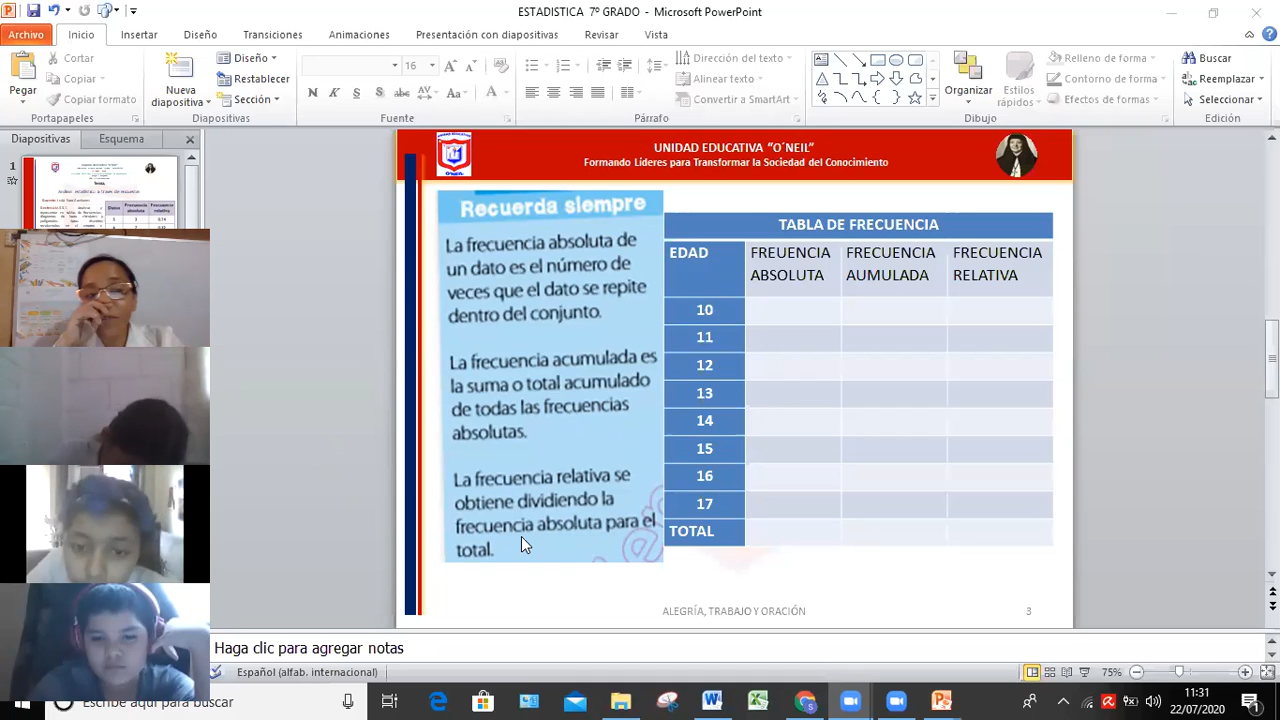 ESTADISTICA 7º GRADO - Microsoft PowerPoint
Archivo Inicio Insertar Diseño Transiciones Animaciones Presentación con diapositivas Revisar Vista
Pegar
Cortar
Copiar
Copiar formato
Portapapeles
Nueva diapositiva
Diseño
Restablecer
Sección
Diapositivas
16
N K S abc AV Aa A
Fuente
Dirección del texto
Alinear texto
Convertir a SmartArt
Párrafo
Organizar
Estilos rápidos
Relleno de forma
Contorno de forma
Efectos de formas
Dibujo
Buscar
Reemplazar
Seleccionar
Edición
Diapositivas Esquema
1
UNIDAD EDUCATIVA “O´NEIL”
Formando Líderes para Transformar la Sociedad del Conocimiento
Recuerda siempre
La frecuencia absoluta de
un dato es el número de
veces que el dato se repite
dentro del conjunto.
La frecuencia acumulada es
la suma o total acumulado
de todas las frecuencias
absolutas.
La frecuencia relativa se
obtiene dividiendo la
frecuencia absoluta para el
total.
TABLA DE FRECUENCIA
EDAD FREUENCIA ABSOLUTA FRECUENCIA AUMULADA FRECUENCIA RELATIVA
10
11
12
13
14
15
16
17
TOTAL
ALEGRÍA, TRABAJO Y ORACIÓN 3
Haga clic para agregar notas
Español (alfab. internacional) 75%
Escribe aquí para buscar
11:31
22/07/2020